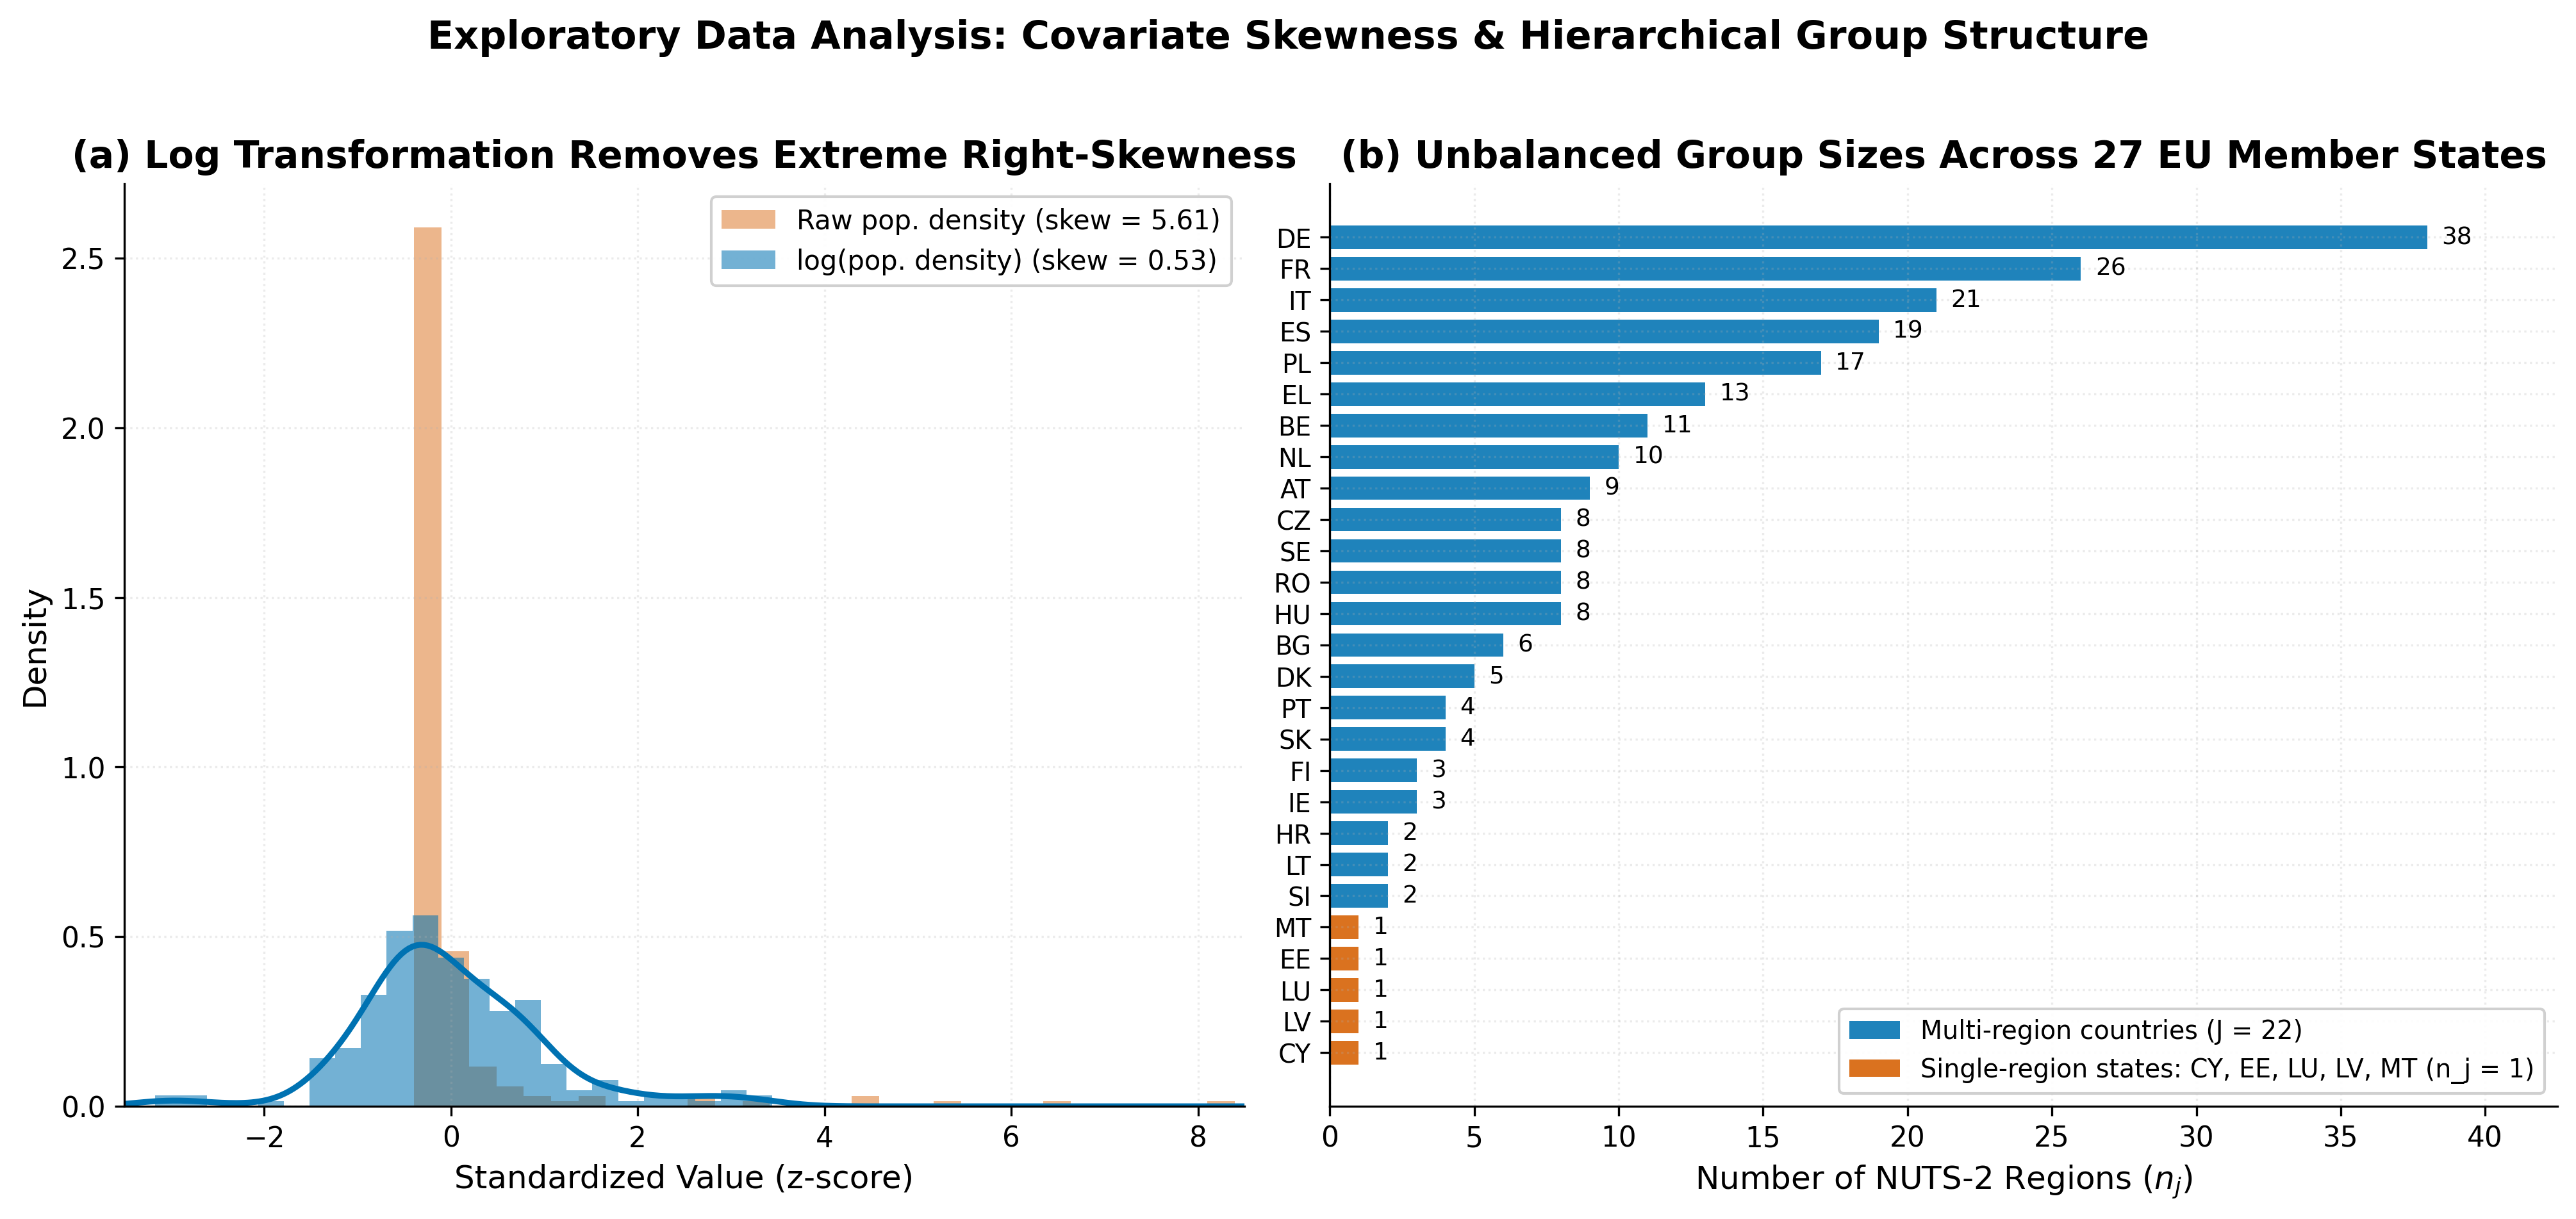 Exploratory Data Analysis: Covariate Skewness & Hierarchical Group Structure
(a) Log Transformation Removes Extreme Right-Skewness
Raw pop. density (skew = 5.61)
log(pop. density) (skew = 0.53)
Density
2.5
2.0
1.5
1.0
0.5
0.0
−2
0
2
4
6
8
Standardized Value (z-score)
(b) Unbalanced Group Sizes Across 27 EU Member States
DE 38
FR 26
IT 21
ES 19
PL 17
EL 13
BE 11
NL 10
AT 9
CZ 8
SE 8
RO 8
HU 8
BG 6
DK 5
PT 4
SK 4
FI 3
IE 3
HR 2
LT 2
SI 2
MT 1
EE 1
LU 1
LV 1
CY 1
Multi-region countries (J = 22)
Single-region states: CY, EE, LU, LV, MT (n_j = 1)
0
5
10
15
20
25
30
35
40
Number of NUTS-2 Regions (nj)